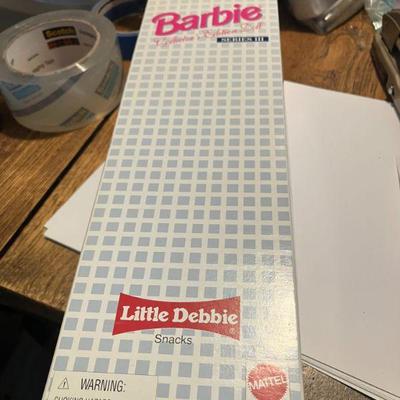 Barbie
SERIES III
Scotch
Little Debbie®
Snacks
MATTEL
⚠ WARNING: